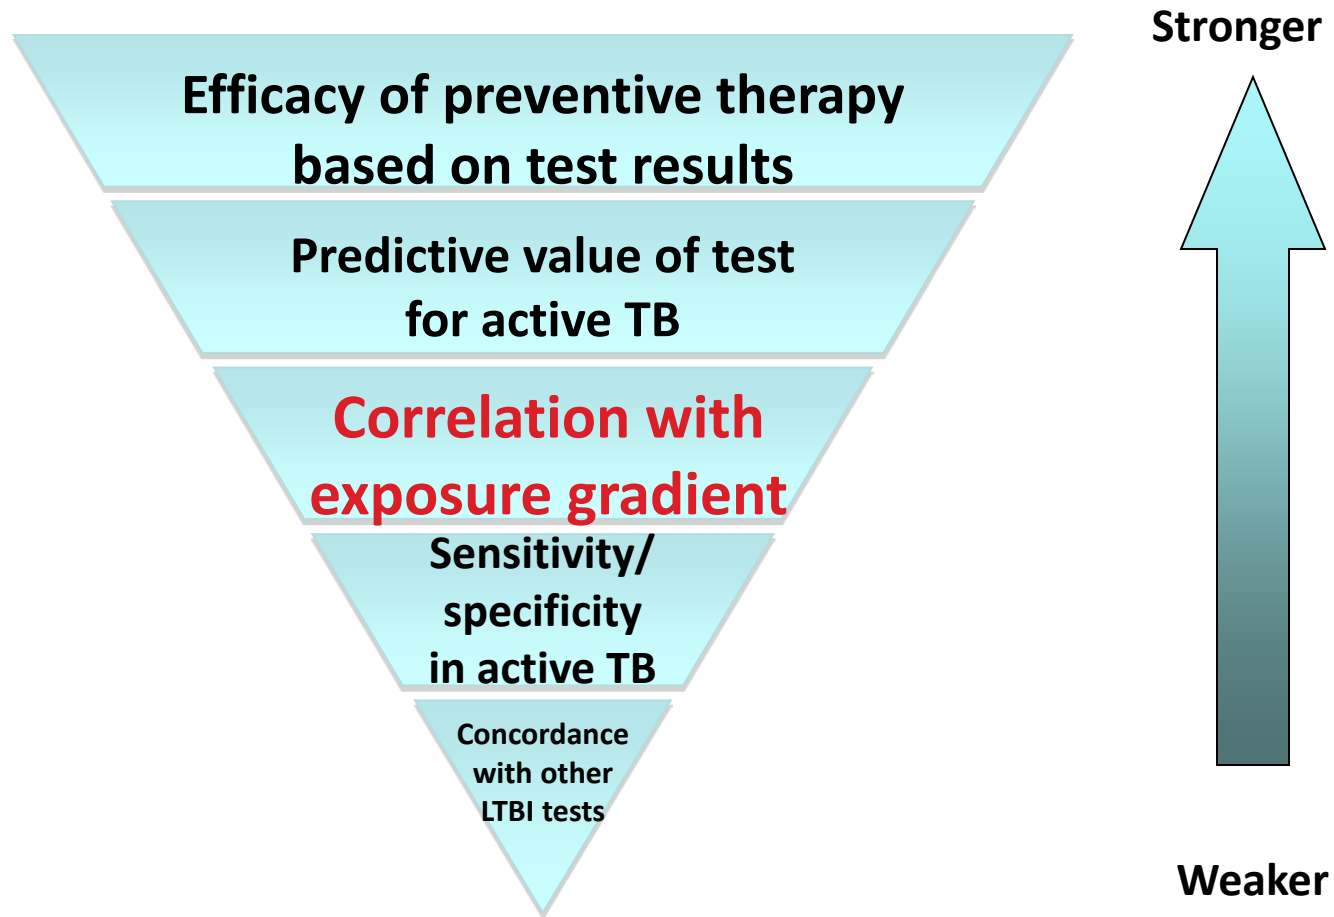 Stronger
Efficacy of preventive therapy
based on test results
Predictive value of test
for active TB
Correlation with
exposure gradient
Sensitivity/
specificity
in active TB
Concordance
with other
LTBI tests
Weaker